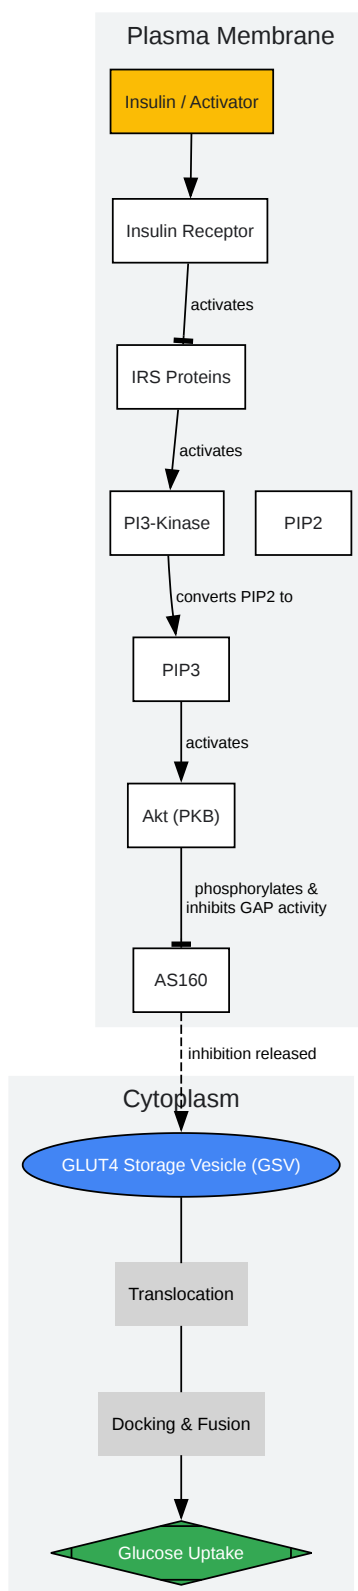 Plasma Membrane
Insulin / Activator
Insulin Receptor
activates
IRS Proteins
activates
PI3-Kinase
PIP2
converts PIP2 to
PIP3
activates
Akt (PKB)
phosphorylates &
inhibits GAP activity
AS160
inhibition released
Cytoplasm
GLUT4 Storage Vesicle (GSV)
Translocation
Docking & Fusion
Glucose Uptake